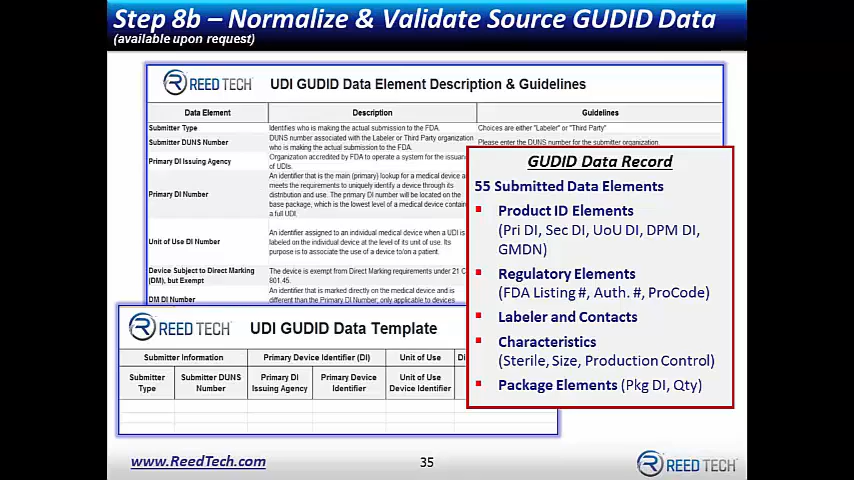 Step 8b – Normalize & Validate Source GUDID Data
(available upon request)
REED TECH®
UDI GUDID Data Element Description & Guidelines
Data Element Description Guidelines
Submitter Type Identifies who is making the actual submission to the FDA. Choices are either "Labeler" or "Third Party"
Submitter DUNS Number DUNS number associated with the Labeler or Third Party organization
who is making the actual submission to the FDA. Please enter the DUNS number for the submitter organization.
Primary DI Issuing Agency Organization accredited by FDA to operate a system for the issuance
of UDIs.
Primary DI Number An identifier that is the main (primary) lookup for a medical device and
meets the requirements to uniquely identify a device through its
distribution and use. The primary DI number will be located on the
base package, which is the lowest level of a medical device
a full UDI.
Unit of Use DI Number An identifier assigned to an individual medical device when a UDI is
labeled on the individual device at the level of its unit of use. Its
purpose is to associate the use of a device to/on a patient.
Device Subject to Direct Marking
(DM), but Exempt The device is exempt from Direct Marking requirements under 21 C
801.45.
DM DI Number An identifier that is marked directly on the medical device and is
different than the Primary DI Number, only applicable to devices
GUDID Data Record
55 Submitted Data Elements
Product ID Elements
(Pri DI, Sec DI, UoU DI, DPM DI,
GMDN)
Regulatory Elements
(FDA Listing #, Auth. #, ProCode)
Labeler and Contacts
Characteristics
(Sterile, Size, Production Control)
Package Elements (Pkg DI, Qty)
REED TECH®
UDI GUDID Data Template
Submitter Information Primary Device Identifier (DI) Unit of Use Di
Submitter
Type
Submitter DUNS
Number
Primary DI
Issuing Agency
Primary Device
Identifier
Unit of Use
Device Identifier
www.ReedTech.com
35
REED TECH